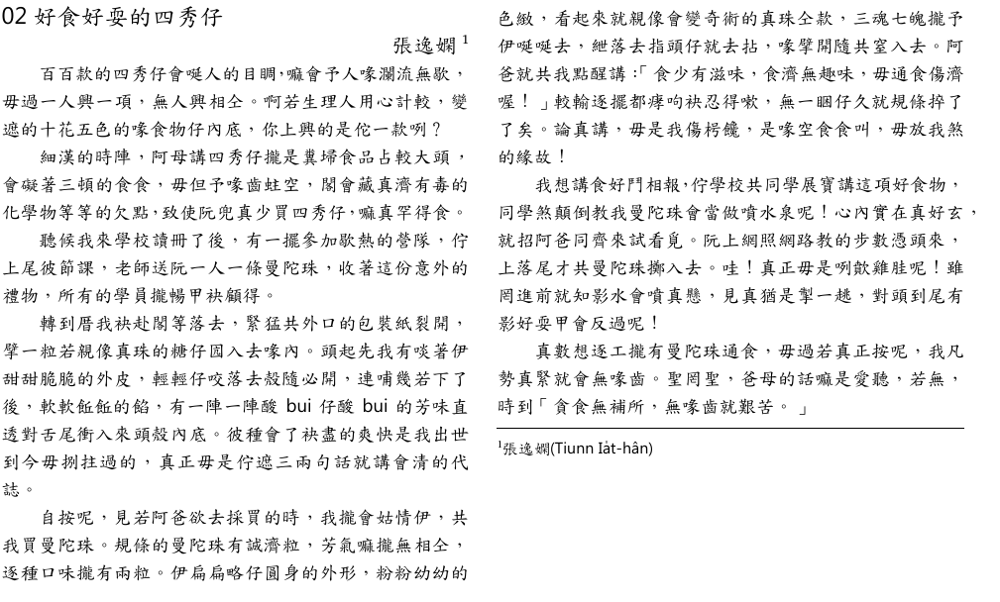 02 好食好耍的四秀仔
張逸嫻 1
百百款的四秀仔會唌人的目睭,嘛會予人喙瀾流無歇,
毋過一人興一項,無人興相仝。啊若生理人用心計較,變
遮的十花五色的喙食物仔內底,你上興的是佗一款咧?
細漢的時陣,阿母講四秀仔攏是糞埽食品占較大頭,
會礙著三頓的食食,毋但予喙齒蛀空,閣會藏真濟有毒的
化學物等等的欠點,致使阮兜真少買四秀仔,嘛真罕得食。
聽候我來學校讀冊了後,有一擺參加歇熱的營隊,佇
上尾彼節課,老師送阮一人一條曼陀珠,收著這份意外的
禮物,所有的學員攏暢甲袂顧得。
轉到厝我袂赴閣等落去,緊猛共外口的包裝紙裂開,
擘一粒若親像真珠的糖仔囥入去喙內。頭起先我有啖著伊
甜甜脆脆的外皮,輕輕仔咬落去殼隨必開,連哺幾若下了
後,軟軟飪飪的餡,有一陣一陣酸 bui 仔酸 bui 的芳味直
透對舌尾衝入來頭殼內底。彼種會了袂盡的爽快是我出世
到今毋捌拄過的,真正毋是佇遮三兩句話就講會清的代
誌。
自按呢,見若阿爸欲去採買的時,我攏會姑情伊,共
我買曼陀珠。規條的曼陀珠有誠濟粒,芳氣嘛攏無相仝,
逐種口味攏有兩粒。伊扁扁略仔圓身的外形,粉粉幼幼的
色緻,看起來就親像會變奇術的真珠仝款,三魂七魄攏予
伊唌唌去,紲落去指頭仔就去拈,喙擘開隨共窒入去。阿
爸就共我點醒講:「食少有滋味,食濟無趣味,毋通食傷濟
喔!」較輸逐擺都痚呴袂忍得嗽,無一睏仔久就規條捽了
了矣。論真講,毋是我傷枵饞,是喙空食食叫,毋放我煞
的緣故!
我想講食好鬥相報,佇學校共同學展寶講這項好食物,
同學煞顛倒教我曼陀珠會當做噴水泉呢!心內實在真好玄,
就招阿爸同齊來試看覓。阮上網照網路教的步數憑頭來,
上落尾才共曼陀珠擲入去。哇!真正毋是咧歕雞胿呢!雖
罔進前就知影水會噴真懸,見真猶是掣一趒,對頭到尾有
影好耍甲會反過呢!
真數想逐工攏有曼陀珠通食,毋過若真正按呢,我凡
勢真緊就會無喙齒。聖罔聖,爸母的話嘛是愛聽,若無,
時到「貪食無補所,無喙齒就艱苦。」
1張逸嫻(Tiunn Ia̍t-hân)